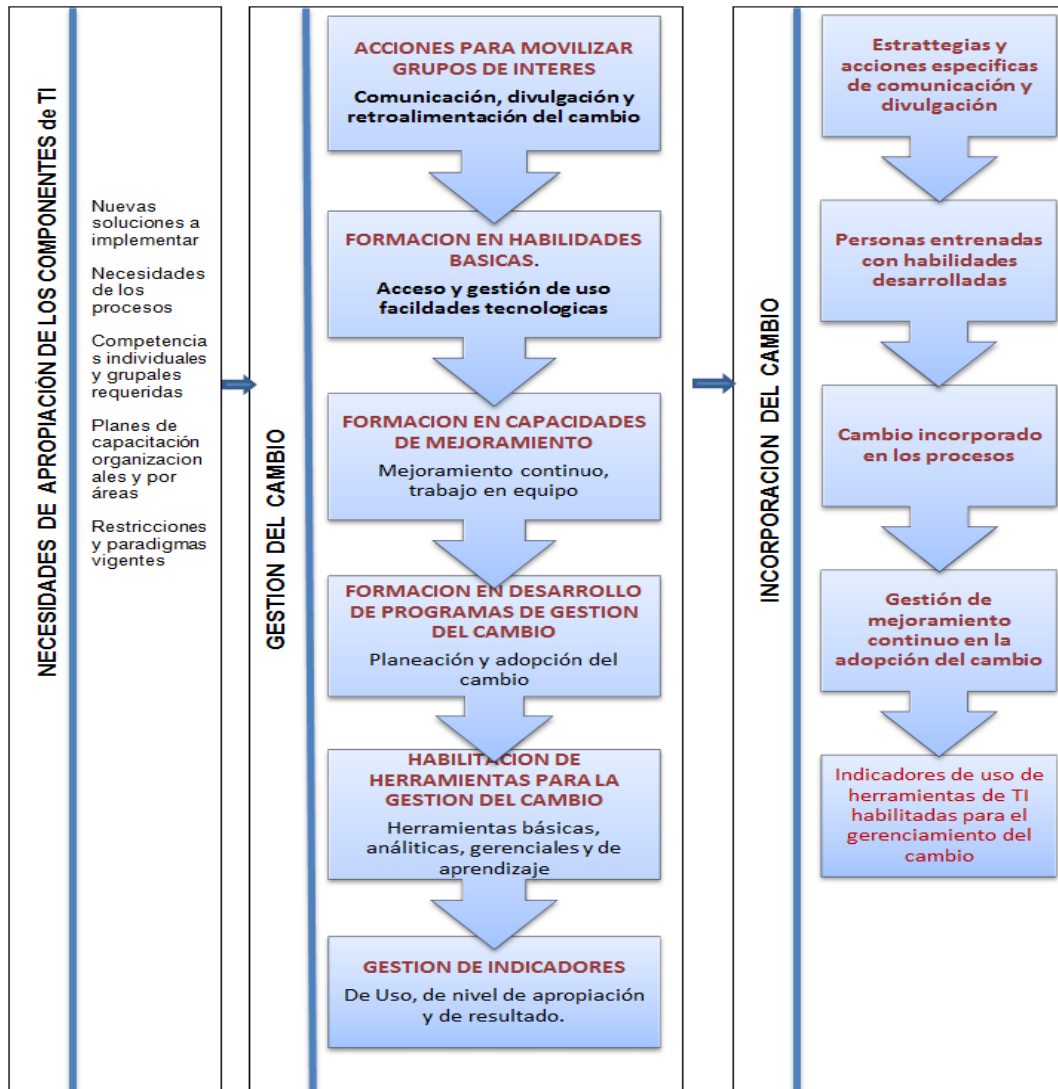 NECESIDADES DE APROPIACIÓN DE LOS COMPONENTES de TI
Nuevas
soluciones a
implementar
Necesidades
de los
procesos
Competencia
s individuales
y grupales
requeridas
Planes de
capacitación
organizacion
ales y por
áreas
Restricciones
y paradigmas
vigentes
GESTION DEL CAMBIO
ACCIONES PARA MOVILIZAR
GRUPOS DE INTERES
Comunicación, divulgación y
retroalimentación del cambio
FORMACION EN HABILIDADES
BASICAS.
Acceso y gestión de uso
facildades tecnologicas
FORMACION EN CAPACIDADES
DE MEJORAMIENTO
Mejoramiento continuo,
trabajo en equipo
FORMACION EN DESARROLLO
DE PROGRAMAS DE GESTION
DEL CAMBIO
Planeación y adopción del
cambio
HABILITACION DE
HERRAMIENTAS PARA LA
GESTION DEL CAMBIO
Herramientas básicas,
análiticas, gerenciales y de
aprendizaje
GESTION DE INDICADORES
De Uso, de nivel de apropiación
y de resultado.
INCORPORACION DEL CAMBIO
Estrattegias y
acciones especificas
de comunicación y
divulgación
Personas entrenadas
con habilidades
desarrolladas
Cambio incorporado
en los procesos
Gestión de
mejoramiento
continuo en la
adopción del cambio
Indicadores de uso de
herramientas de TI
habilitadas para el
gerenciamiento del
cambio